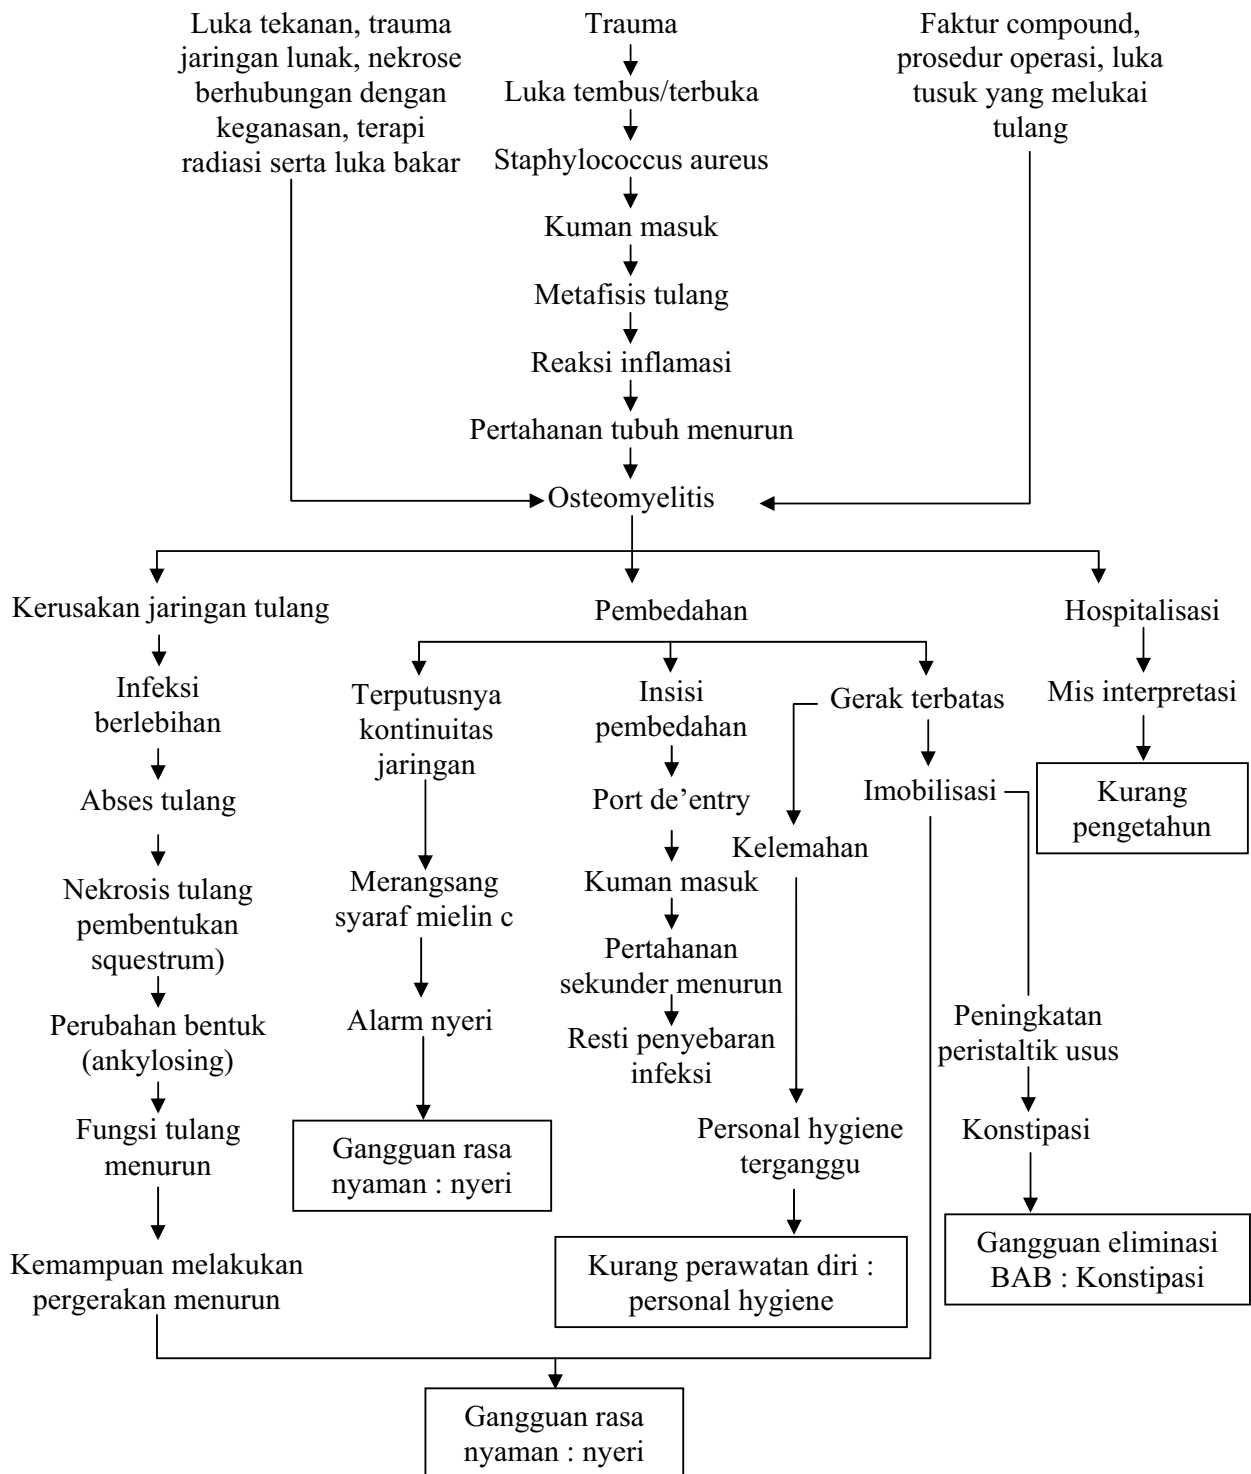 Luka tekanan, trauma
jaringan lunak, nekrose
berhubungan dengan
keganasan, terapi
radiasi serta luka bakar
Trauma
Luka tembus/terbuka
Staphylococcus aureus
Kuman masuk
Metafisis tulang
Reaksi inflamasi
Pertahanan tubuh menurun
Osteomyelitis
Faktur compound,
prosedur operasi, luka
tusuk yang melukai
tulang
Kerusakan jaringan tulang
Infeksi
berlebihan
Abses tulang
Nekrosis tulang
pembentukan
squestrum)
Perubahan bentuk
(ankylosing)
Fungsi tulang
menurun
Kemampuan melakukan
pergerakan menurun
Pembedahan
Terputusnya
kontinuitas
jaringan
Merangsang
syaraf mielin c
Alarm nyeri
Gangguan rasa
nyaman : nyeri
Insisi
pembedahan
Port de’entry
Kuman masuk
Pertahanan
sekunder menurun
Resti penyebaran
infeksi
Gerak terbatas
Kelemahan
Personal hygiene
terganggu
Kurang perawatan diri :
personal hygiene
Imobilisasi
Peningkatan
peristaltik usus
Konstipasi
Gangguan eliminasi
BAB : Konstipasi
Hospitalisasi
Mis interpretasi
Kurang
pengetahun
Gangguan rasa
nyaman : nyeri